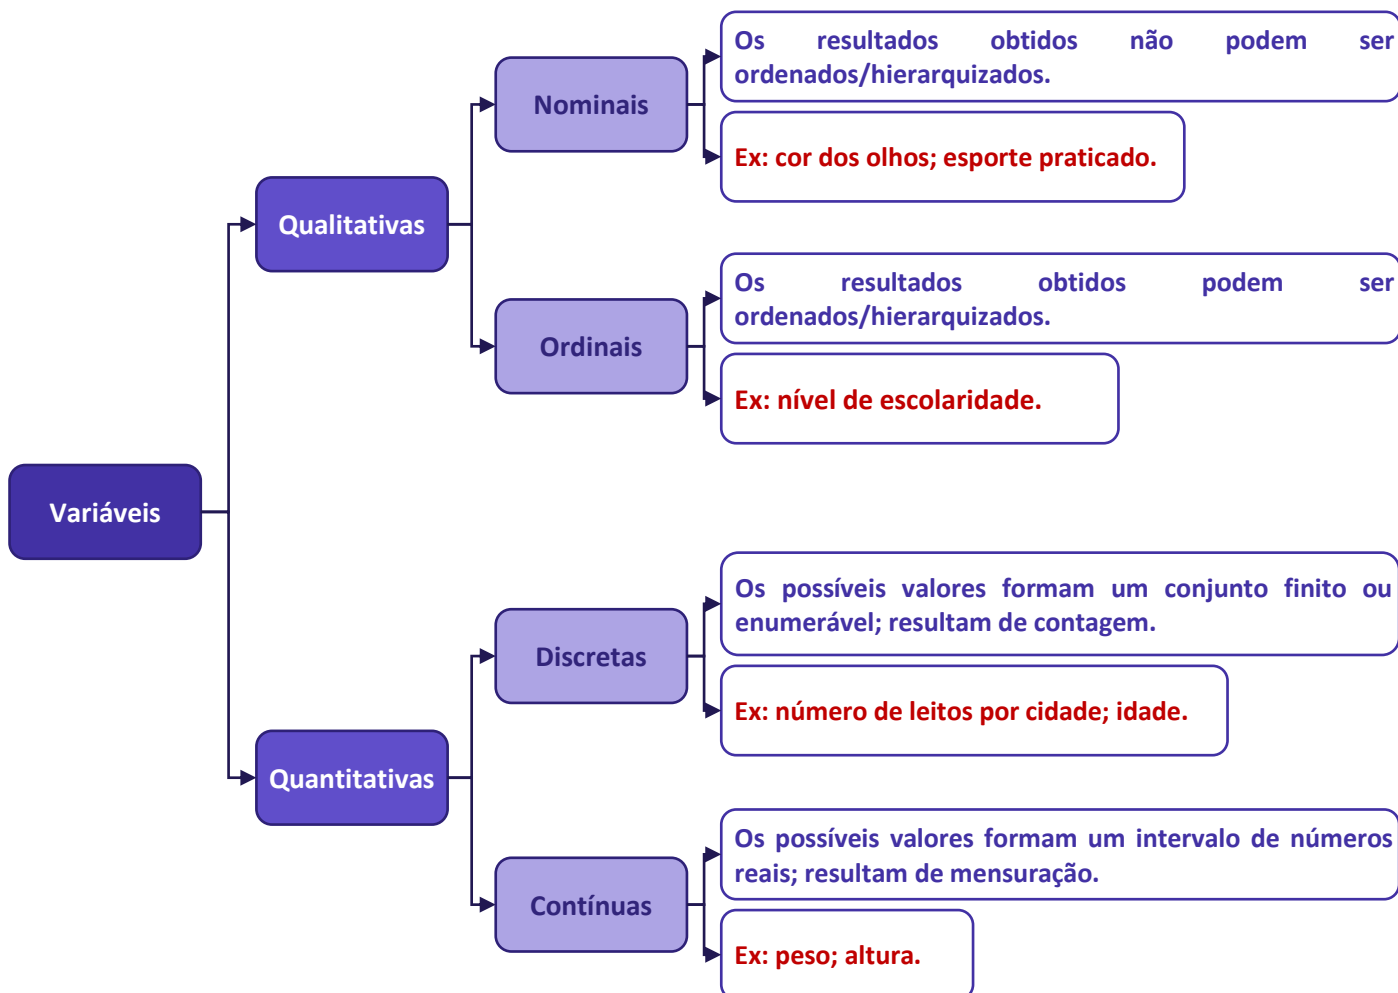 Os resultados obtidos não podem ser
ordenados/hierarquizados.
Nominais
Ex: cor dos olhos; esporte praticado.
Qualitativas
Os resultados obtidos podem ser
ordenados/hierarquizados.
Ordinais
Ex: nível de escolaridade.
Variáveis
Os possíveis valores formam um conjunto finito ou
enumerável; resultam de contagem.
Discretas
Ex: número de leitos por cidade; idade.
Quantitativas
Os possíveis valores formam um intervalo de números
reais; resultam de mensuração.
Contínuas
Ex: peso; altura.